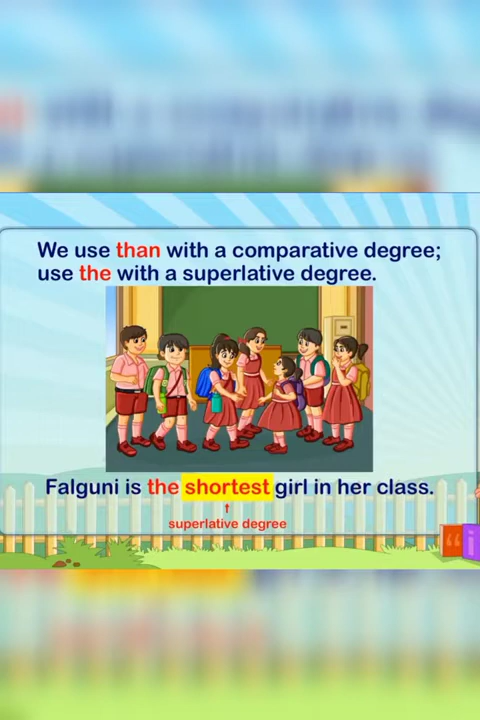 We use than with a comparative degree;
use the with a superlative degree.
Falguni is the shortest girl in her class.
↑
superlative degree
“ i